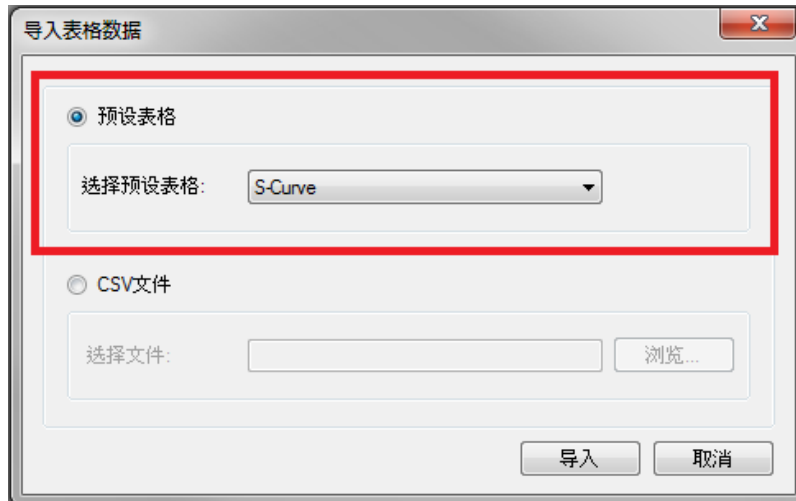 导入表格数据
预设表格
选择预设表格: S-Curve
CSV文件
选择文件: 浏览...
导入 取消